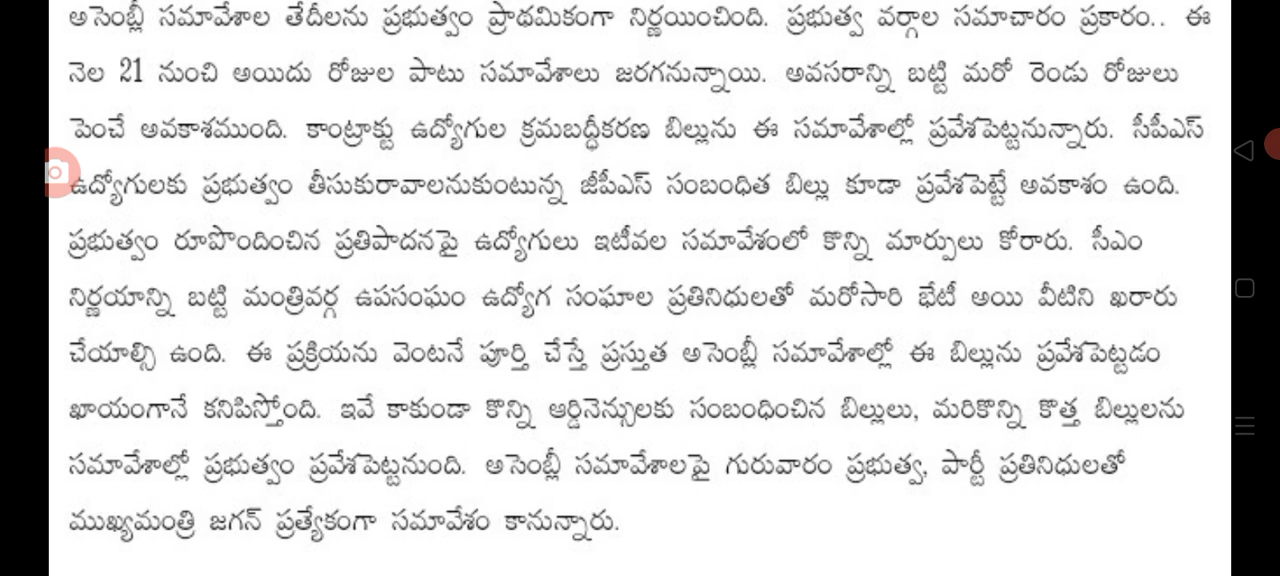 అసెంబ్లీ సమావేశాల తేదీలను ప్రభుత్వం ప్రాథమికంగా నిర్ణయించింది. ప్రభుత్వ వర్గాల సమాచారం ప్రకారం.. ఈ
నెల 21 నుంచి అయిదు రోజుల పాటు సమావేశాలు జరగనున్నాయి. అవసరాన్ని బట్టి మరో రెండు రోజులు
పెంచే అవకాశముంది. కాంట్రాక్టు ఉద్యోగుల క్రమబద్ధీకరణ బిల్లును ఈ సమావేశాల్లో ప్రవేశపెట్టనున్నారు. సీపీఎస్
ఉద్యోగులకు ప్రభుత్వం తీసుకురావాలనుకుంటున్న జీపీఎస్ సంబంధిత బిల్లు కూడా ప్రవేశపెట్టే అవకాశం ఉంది.
ప్రభుత్వం రూపొందించిన ప్రతిపాదనపై ఉద్యోగులు ఇటీవల సమావేశంలో కొన్ని మార్పులు కోరారు. సీఎం
నిర్ణయాన్ని బట్టి మంత్రివర్గ ఉపసంఘం ఉద్యోగ సంఘాల ప్రతినిధులతో మరోసారి భేటీ అయి వీటిని ఖరారు
చేయాల్సి ఉంది. ఈ ప్రక్రియను వెంటనే పూర్తి చేస్తే ప్రస్తుత అసెంబ్లీ సమావేశాల్లో ఈ బిల్లును ప్రవేశపెట్టడం
ఖాయంగానే కనిపిస్తోంది. ఇవే కాకుండా కొన్ని ఆర్డినెన్సులకు సంబంధించిన బిల్లులు, మరికొన్ని కొత్త బిల్లులను
సమావేశాల్లో ప్రభుత్వం ప్రవేశపెట్టనుంది. అసెంబ్లీ సమావేశాలపై గురువారం ప్రభుత్వ, పార్టీ ప్రతినిధులతో
ముఖ్యమంత్రి జగన్ ప్రత్యేకంగా సమావేశం కానున్నారు.